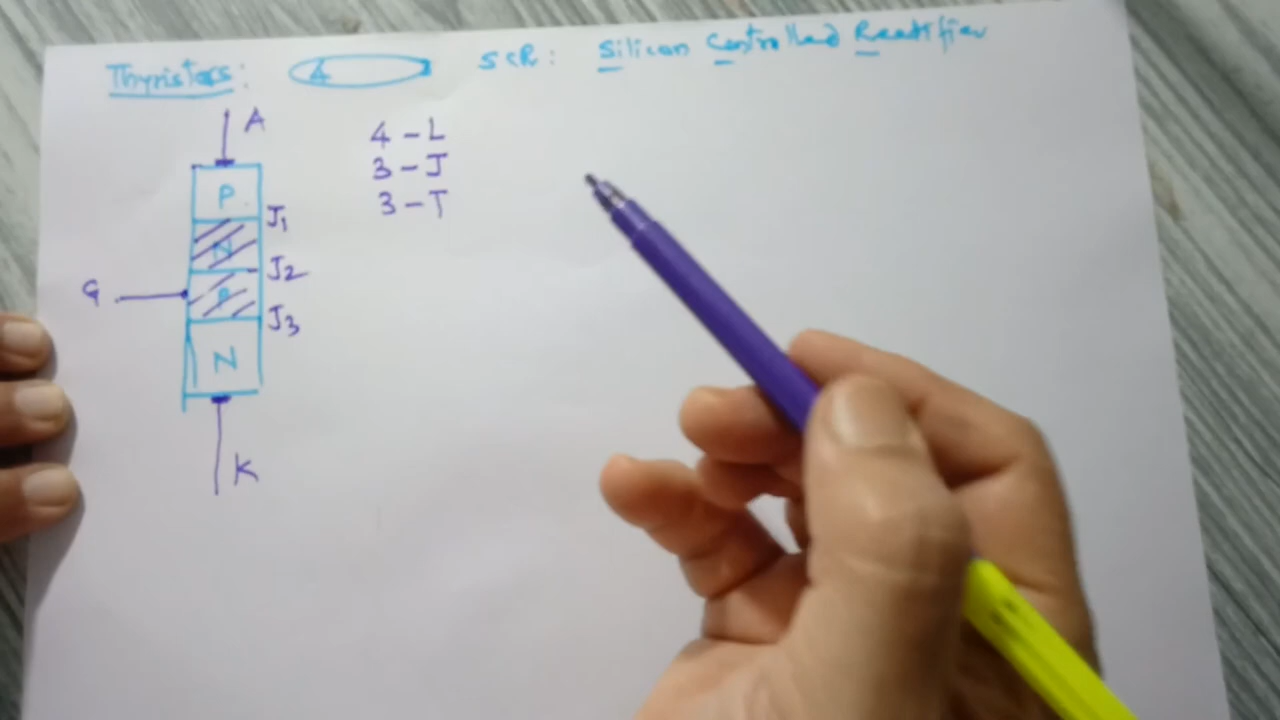 Thyristors: 4 SCR: Silicon Controlled Rectifier
A
4 - L
3 - J
3 - T
P
J1
N
J2
G
P
J3
N
K